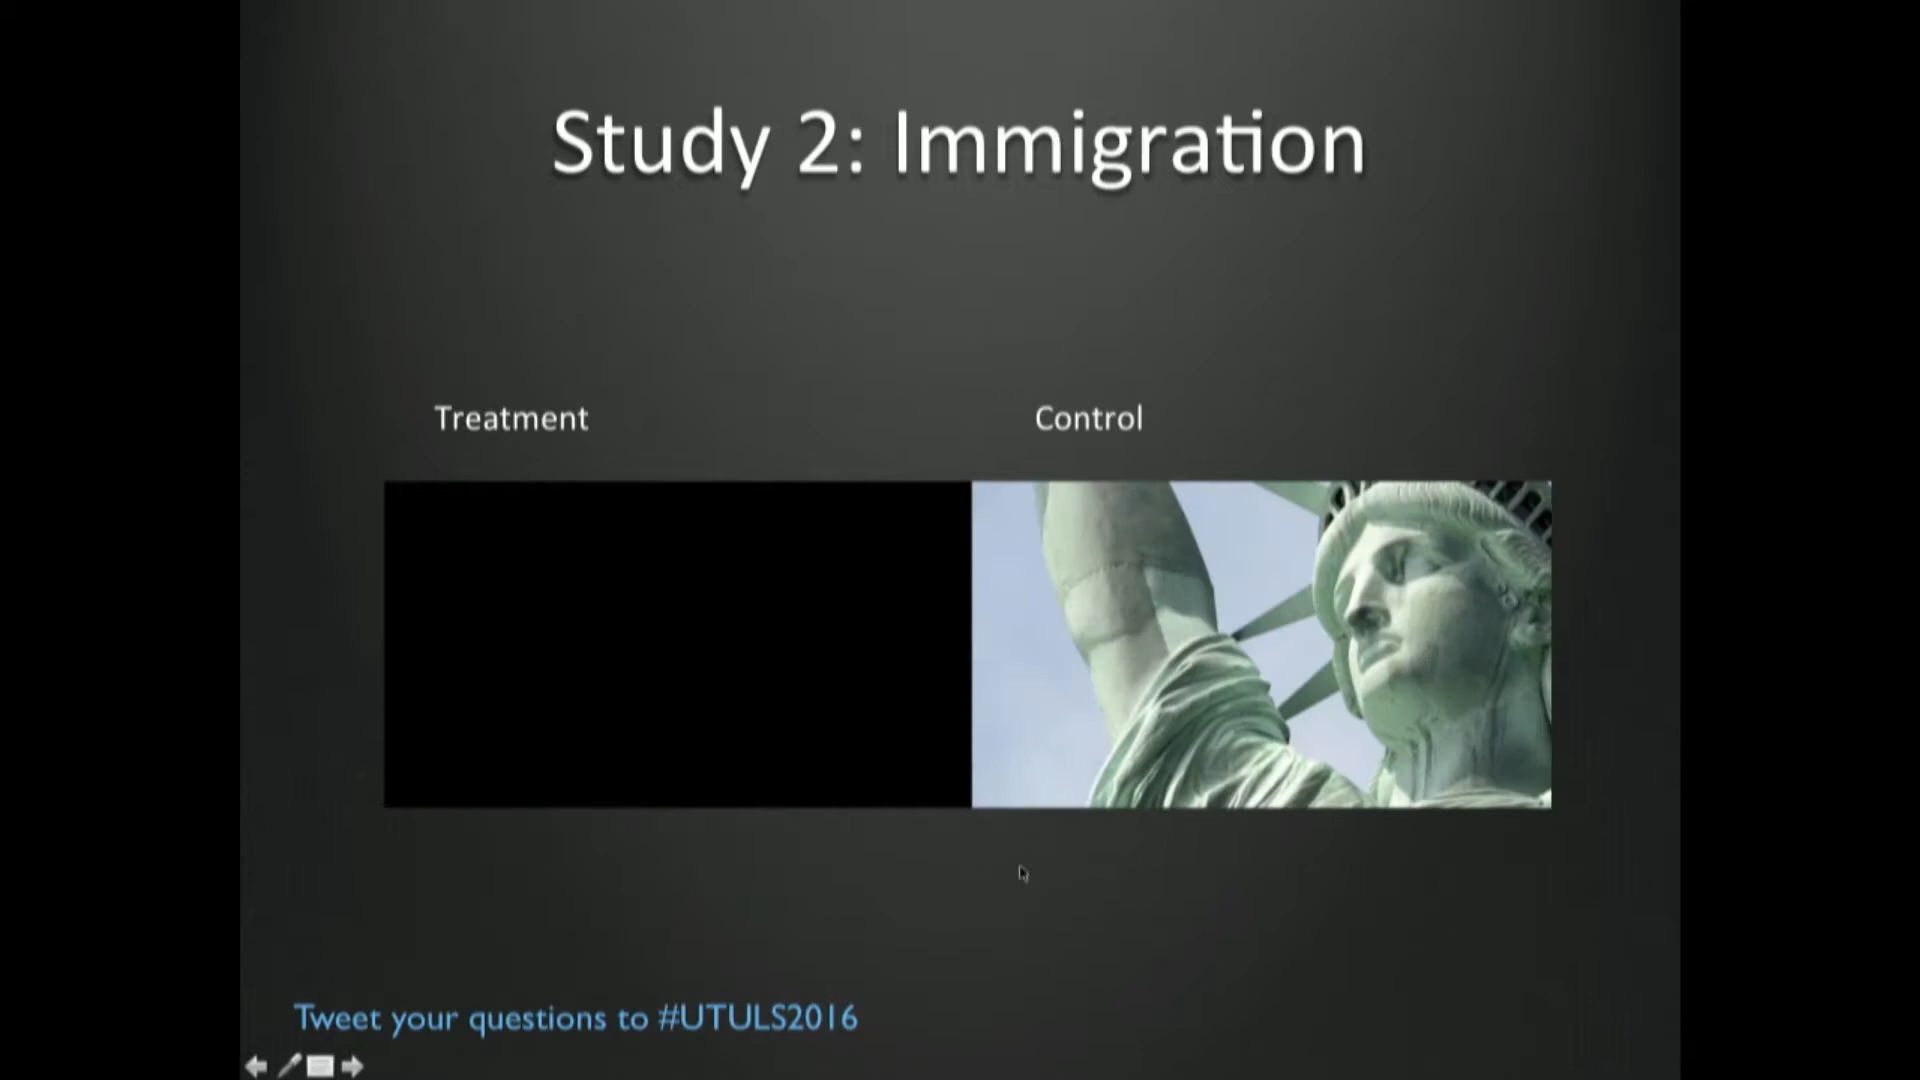 Study 2: Immigration
Treatment
Control
Tweet your questions to #UTULS2016